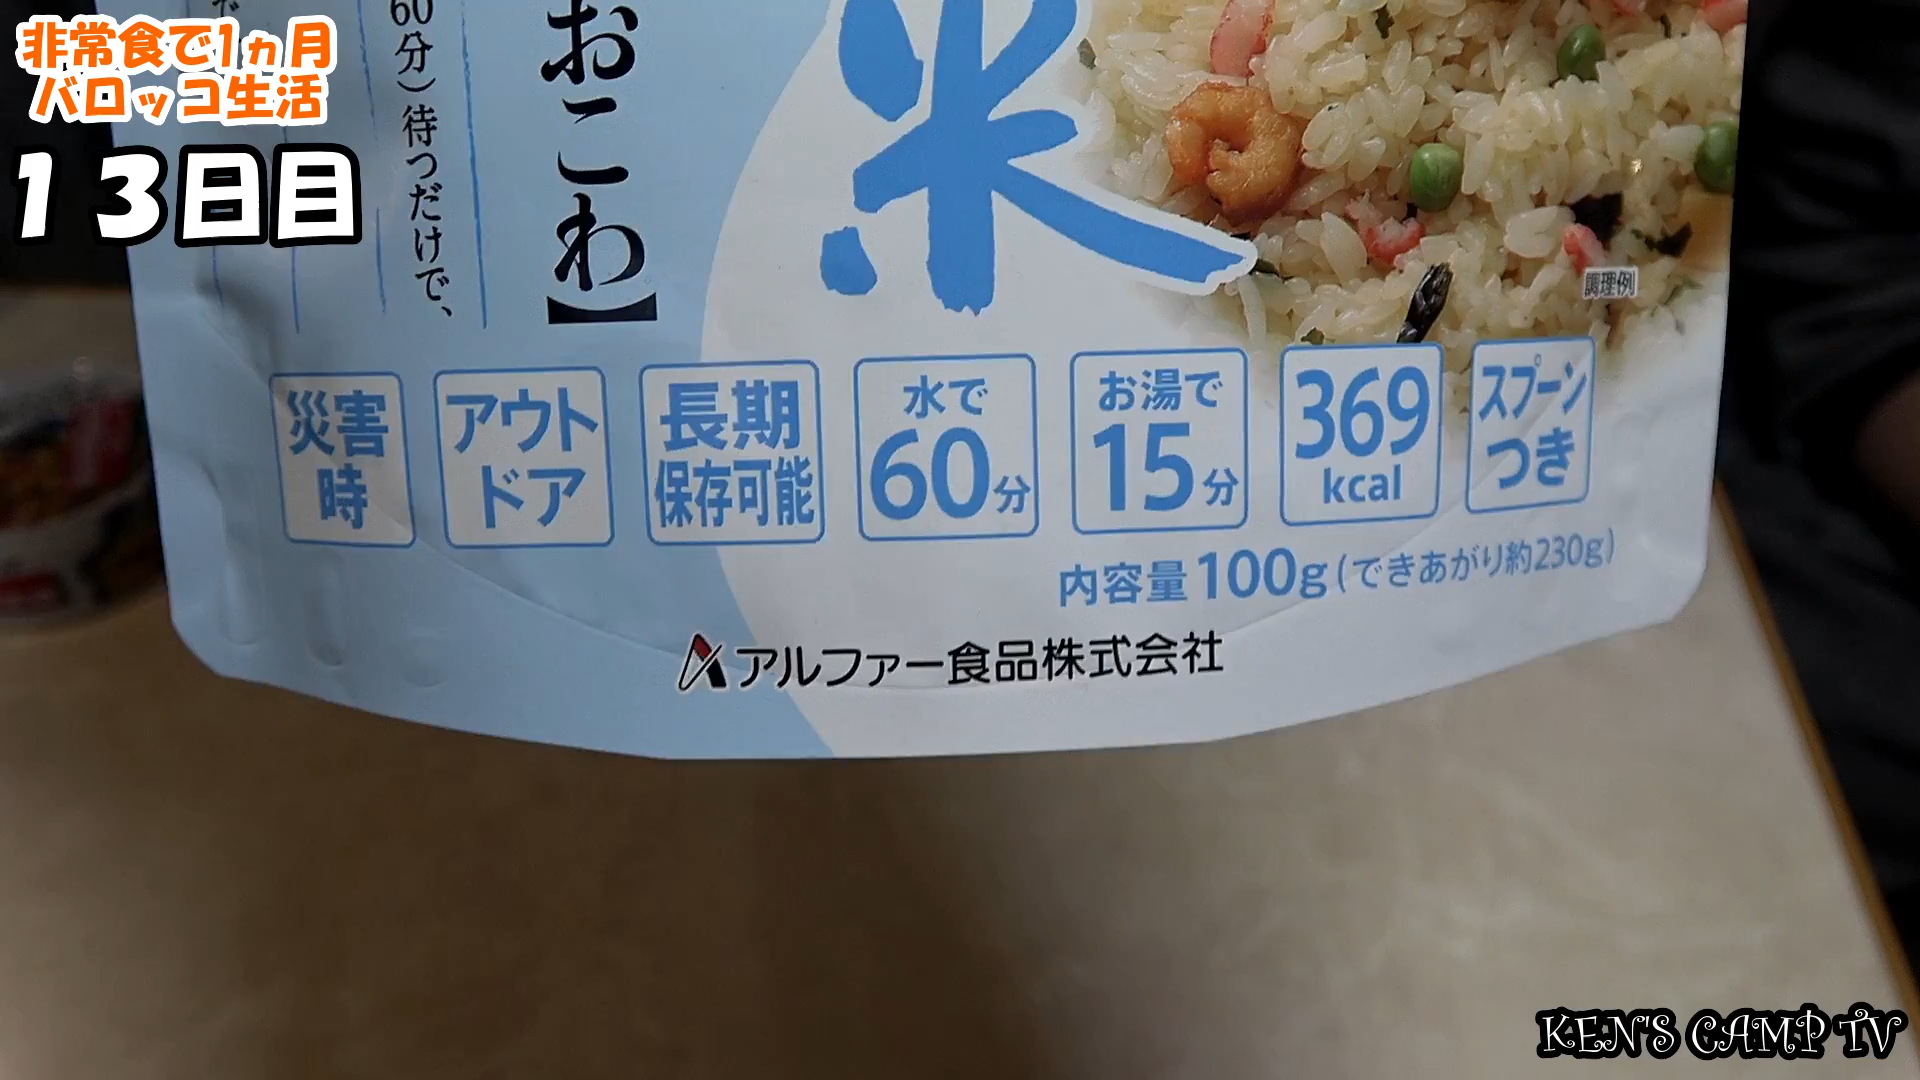 非常食で1ヵ月
バロッコ生活
13日目
60分)待つだけで、
おこわ】
米
調理例
災害
時
アウト
ドア
長期
保存可能
水で
60分
お湯で
15分
369
kcal
スプーン
つき
内容量100g(できあがり約230g)
アルファー食品株式会社
KEN'S CAMP TV